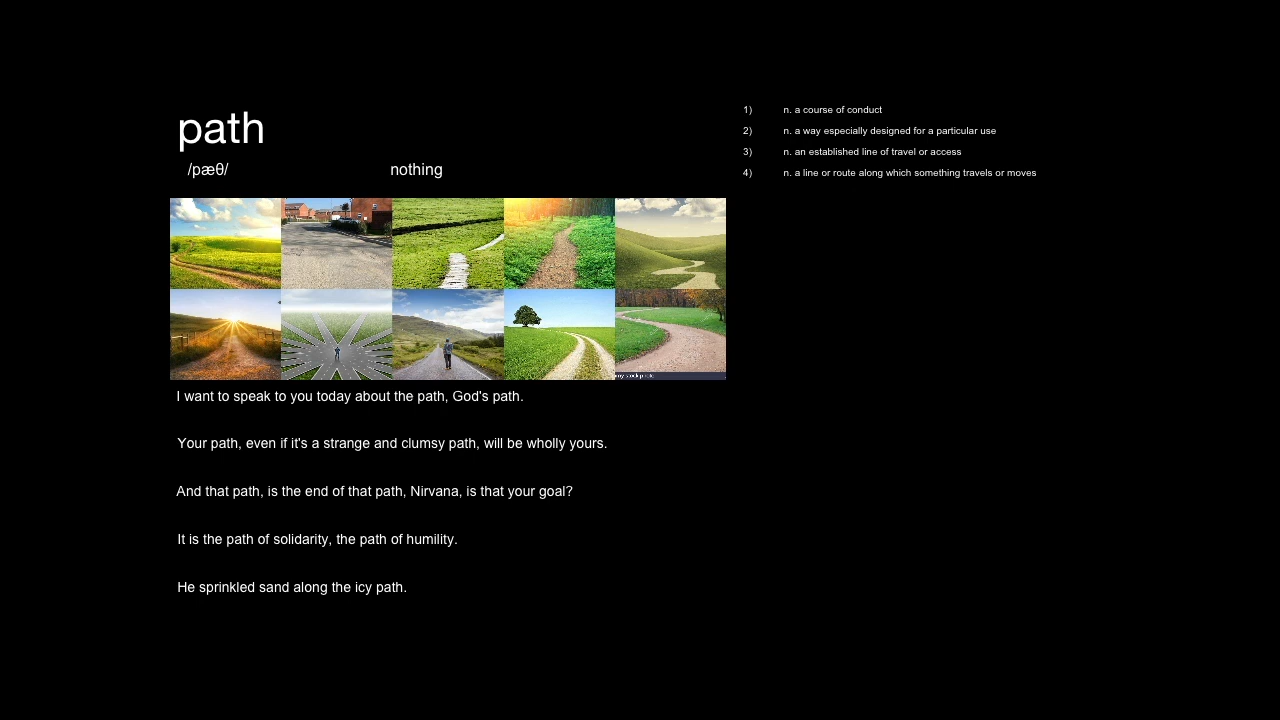 path
/pæθ/ nothing
1) n. a course of conduct
2) n. a way especially designed for a particular use
3) n. an established line of travel or access
4) n. a line or route along which something travels or moves
my stock photo
I want to speak to you today about the path, God's path.
Your path, even if it's a strange and clumsy path, will be wholly yours.
And that path, is the end of that path, Nirvana, is that your goal?
It is the path of solidarity, the path of humility.
He sprinkled sand along the icy path.